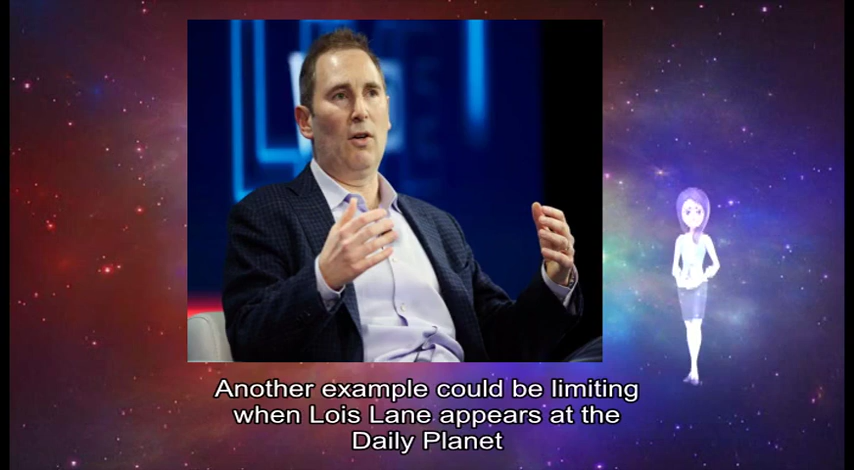 Another example could be limiting
when Lois Lane appears at the
Daily Planet